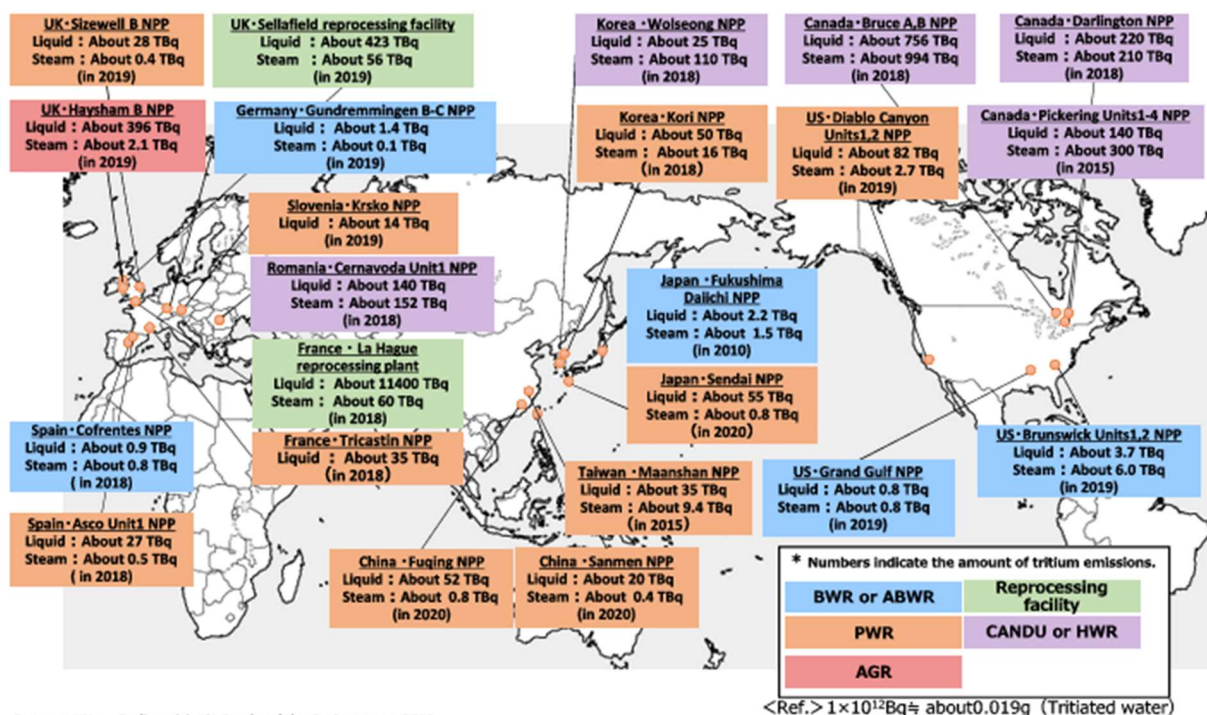 UK・Sizewell B NPP
Liquid：About 28 TBq
Steam：About 0.4 TBq
(in 2019)
UK・Sellafield reprocessing facility
Liquid ：About 423 TBq
Steam ：About 56 TBq
(in 2019)
Korea・Wolseong NPP
Liquid：About 25 TBq
Steam：About 110 TBq
(in 2018)
Canada・Bruce A,B NPP
Liquid：About 756 TBq
Steam：About 994 TBq
(in 2018)
Canada・Darlington NPP
Liquid：About 220 TBq
Steam：About 210 TBq
(in 2018)
UK・Haysham B NPP
Liquid：About 396 TBq
Steam：About 2.1 TBq
(in 2019)
Germany・Gundremmingen B-C NPP
Liquid： About 1.4 TBq
Steam：About 0.1 TBq
(in 2019)
Korea・Kori NPP
Liquid：About 50 TBq
Steam： About 16 TBq
(in 2018)
US・Diablo Canyon
Units1,2 NPP
Liquid：About 82 TBq
Steam：About 2.7 TBq
(in 2019)
Canada・Pickering Units1-4 NPP
Liquid：About 140 TBq
Steam：About 300 TBq
(in 2015)
Slovenia・Krsko NPP
Liquid：About 14 TBq
(in 2019)
Romania・Cernavoda Unit1 NPP
Liquid：About 140 TBq
Steam：About 152 TBq
(in 2018)
Japan・Fukushima
Daiichi NPP
Liquid：About 2.2 TBq
Steam：About 1.5 TBq
(in 2010)
France・La Hague
reprocessing plant
Liquid：About 11400 TBq
Steam：About 60 TBq
(in 2018)
Japan・Sendai NPP
Liquid：About 55 TBq
Steam：About 0.8 TBq
(in 2020)
Spain・Cofrentes NPP
Liquid：About 0.9 TBq
Steam：About 0.8 TBq
( in 2018)
France・Tricastin NPP
Liquid：About 35 TBq
(in 2018)
Taiwan・Maanshan NPP
Liquid：About 35 TBq
Steam：About 9.4 TBq
(in 2015)
US・Grand Gulf NPP
Liquid：About 0.8 TBq
Steam：About 0.8 TBq
(in 2019)
US・Brunswick Units1,2 NPP
Liquid：About 3.7 TBq
Steam：About 6.0 TBq
(in 2019)
Spain・Asco Unit1 NPP
Liquid：About 27 TBq
Steam：About 0.5 TBq
( in 2018)
China・Fuqing NPP
Liquid：About 52 TBq
Steam：About 0.8 TBq
(in 2020)
China・Sanmen NPP
Liquid：About 20 TBq
Steam：About 0.4 TBq
(in 2020)
* Numbers indicate the amount of tritium emissions.
BWR or ABWR
Reprocessing
facility
PWR
CANDU or HWR
AGR
<Ref.> 1×10¹²Bq≒ about0.019g（Tritiated water）